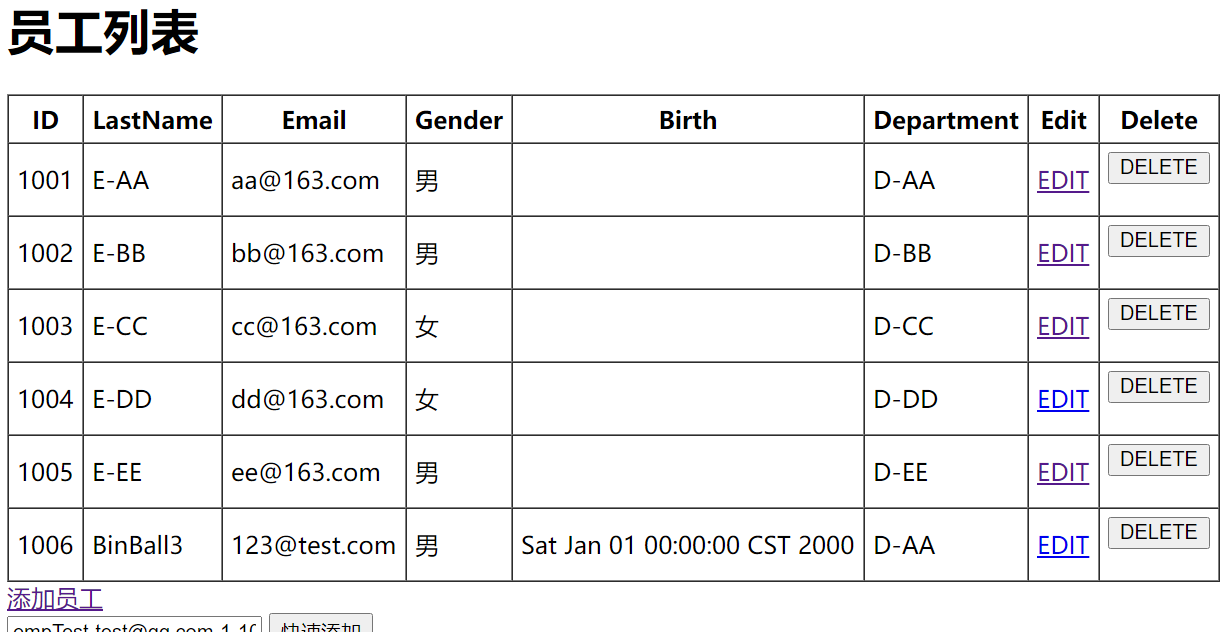 员工列表
ID LastName Email Gender Birth Department Edit Delete
1001 E-AA aa@163.com 男 D-AA EDIT DELETE
1002 E-BB bb@163.com 男 D-BB EDIT DELETE
1003 E-CC cc@163.com 女 D-CC EDIT DELETE
1004 E-DD dd@163.com 女 D-DD EDIT DELETE
1005 E-EE ee@163.com 男 D-EE EDIT DELETE
1006 BinBall3 123@test.com 男 Sat Jan 01 00:00:00 CST 2000 D-AA EDIT DELETE
添加员工
empTest-test@qq.com-1-10 快速添加